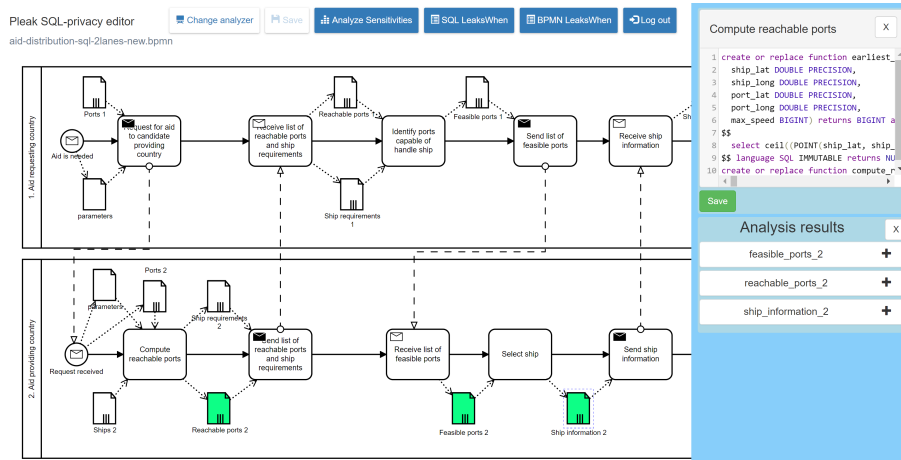 Pleak SQL-privacy editor
aid-distribution-sql-2lanes-new.bpmn
Change analyzer
Save
Analyze Sensitivities
SQL LeaksWhen
BPMN LeaksWhen
Log out
1. Aid requesting country
Aid is needed
Ports 1
parameters
Request for aid
to candidate
providing
country
Receive list of
reachable ports
and ship
requirements
Reachable ports
Ship requirements
1
Identify ports
capable of
handle ship
Feasible ports 1
Send list of
feasible ports
Receive ship
information
Sh
2. Aid providing country
Request received
parameters
Ports 2
Ships 2
Compute
reachable ports
Ship requirements
2
Reachable ports 2
Send list of
reachable ports
and ship
requirements
Receive list of
feasible ports
Feasible ports 2
Select ship
Ship information 2
Send ship
information
Compute reachable ports
X
1 create or replace function earliest_
2 ship_lat DOUBLE PRECISION,
3 ship_long DOUBLE PRECISION,
4 port_lat DOUBLE PRECISION,
5 port_long DOUBLE PRECISION,
6 max_speed BIGINT) returns BIGINT a
7 $$
8 select ceil((POINT(ship_lat, ship_
9 $$ language SQL IMMUTABLE returns NU
10 create or replace function compute_r
Save
Analysis results
X
feasible_ports_2
reachable_ports_2
ship_information_2